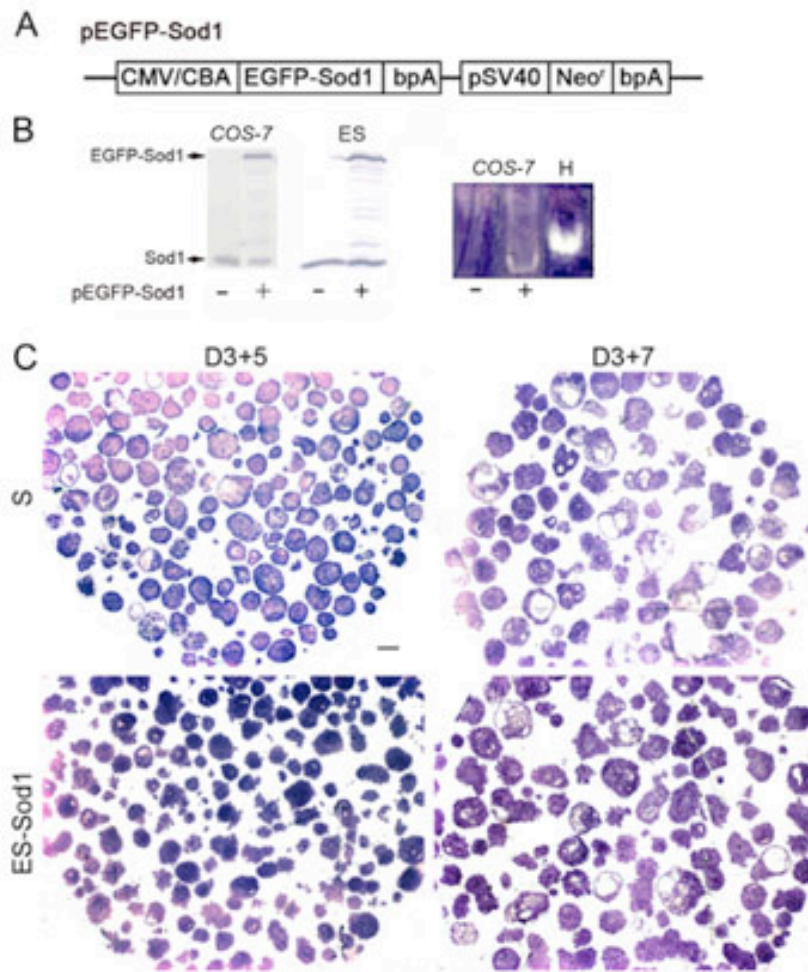 A
pEGFP-Sod1
CMV/CBA EGFP-Sod1 bpA pSV40 Neoʳ bpA
B
COS-7 ES
EGFP-Sod1
COS-7 H
Sod1
pEGFP-Sod1 - + - + - +
C
D3+5 D3+7
S
ES-Sod1